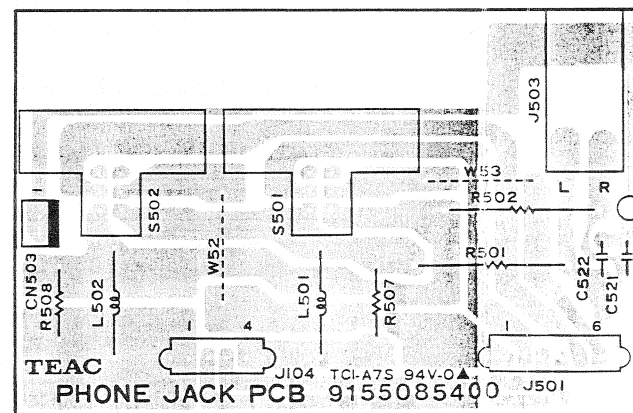 J503
L R
W53
R502
1
S502
W52
S501
R501
CN503
R508
L502
L501
R507
C522
C521
1 4
1 6
TEAC
J104
TCI-A7S 94V-0▲
J501
PHONE JACK PCB 9155085400